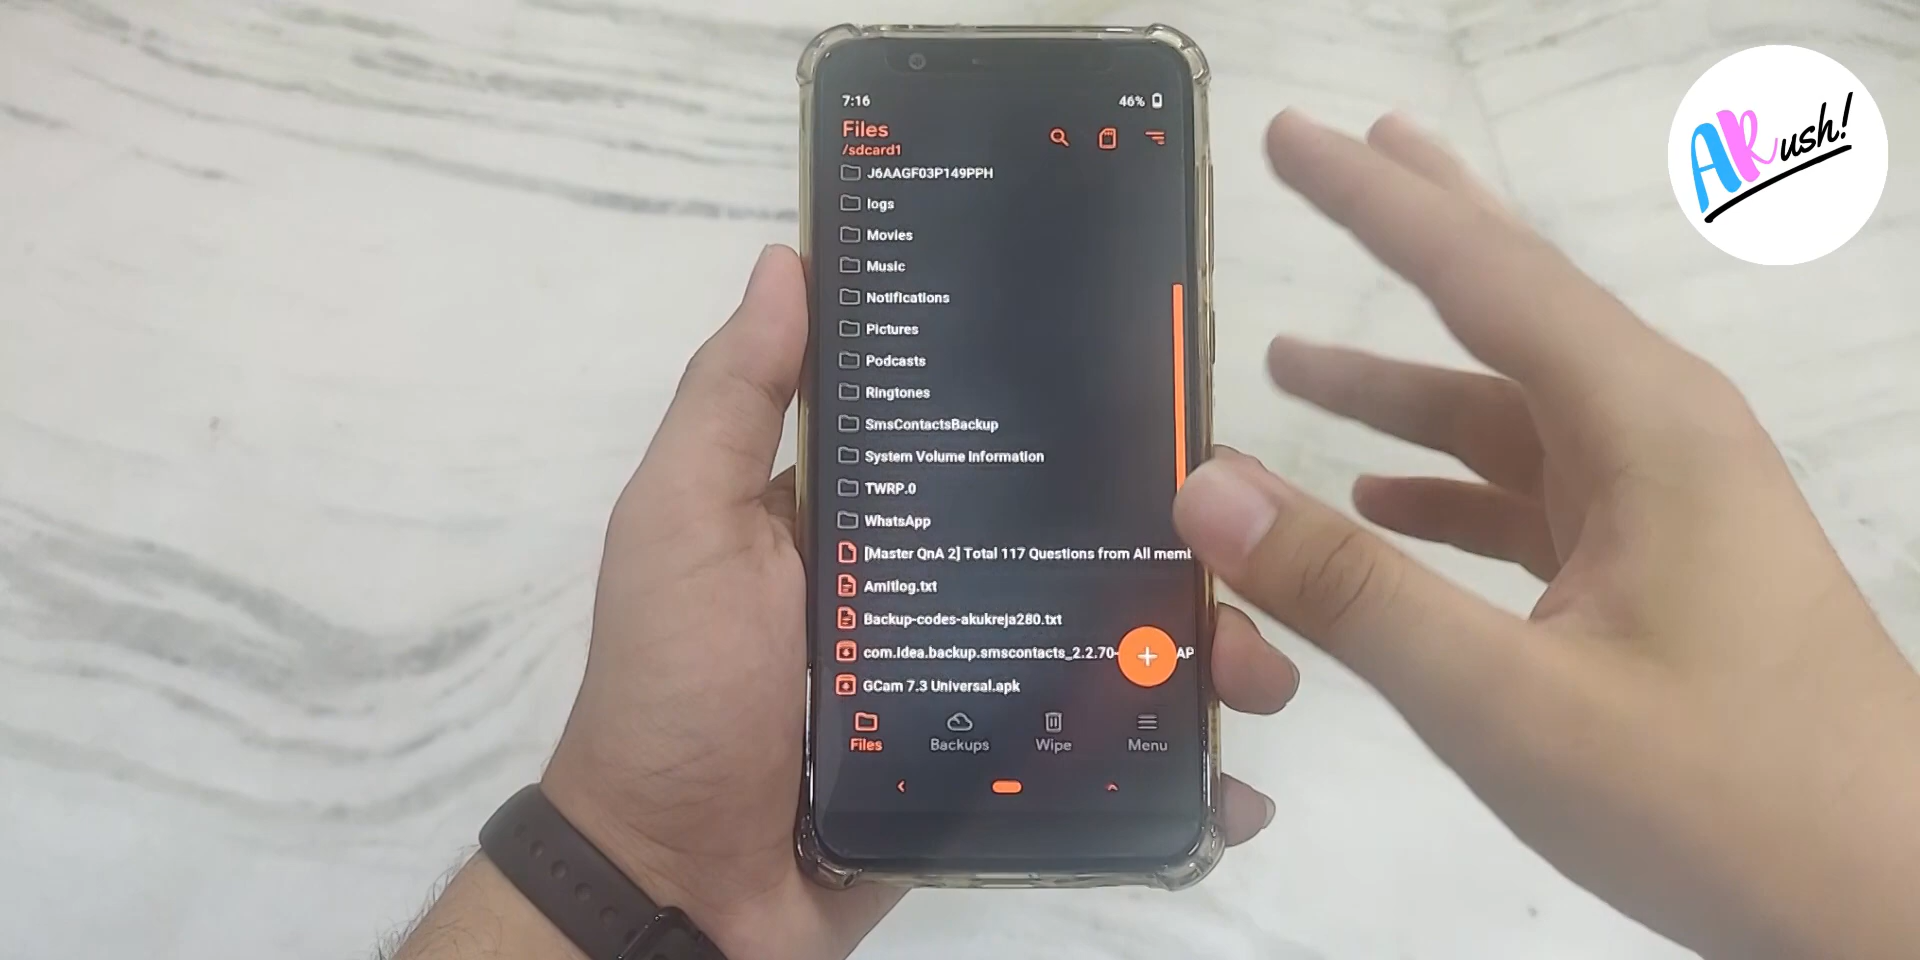 ARush!
7:16
46%
Files
/sdcard1
J6AAGF03P149PPH
logs
Movies
Music
Notifications
Pictures
Podcasts
Ringtones
SmsContactsBackup
System Volume Information
TWRP.0
WhatsApp
[Master QnA 2] Total 117 Questions from All
Amitlog.txt
Backup-codes-akukreja280.txt
com.idea.backup.smscontacts_2.2.70-
GCam 7.3 Universal.apk
Files
Backups
Wipe
Menu